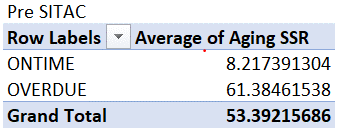 Pre SITAC
Row Labels Average of Aging SSR
ONTIME 8.217391304
OVERDUE 61.38461538
Grand Total 53.39215686